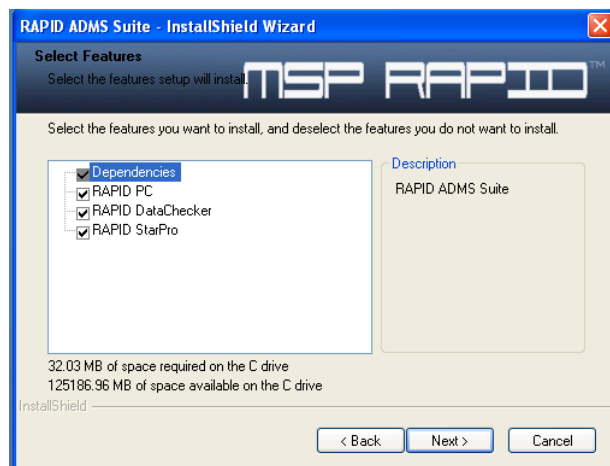 RAPID ADMS Suite - InstallShield Wizard
Select Features
Select the features setup will install.
MSP RAPID™
Select the features you want to install, and deselect the features you do not want to install.
Dependencies
RAPID PC
RAPID DataChecker
RAPID StarPro
Description
RAPID ADMS Suite
32.03 MB of space required on the C drive
125186.96 MB of space available on the C drive
InstallShield
< Back
Next >
Cancel